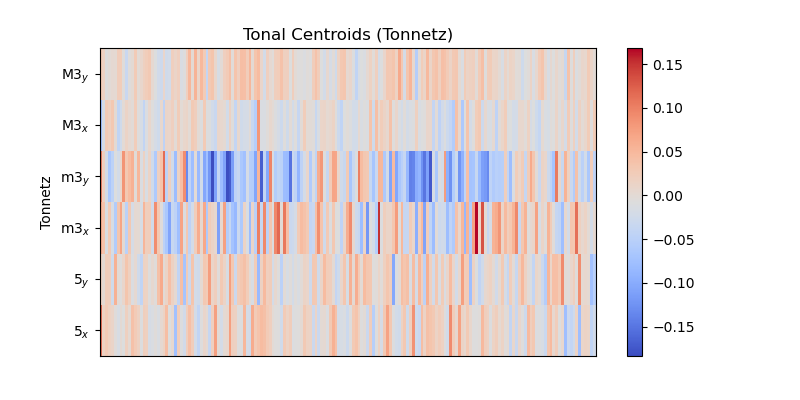 Tonal Centroids (Tonnetz)
Tonnetz
M3y
M3x
m3y
m3x
5y
5x
0.15
0.10
0.05
0.00
−0.05
−0.10
−0.15